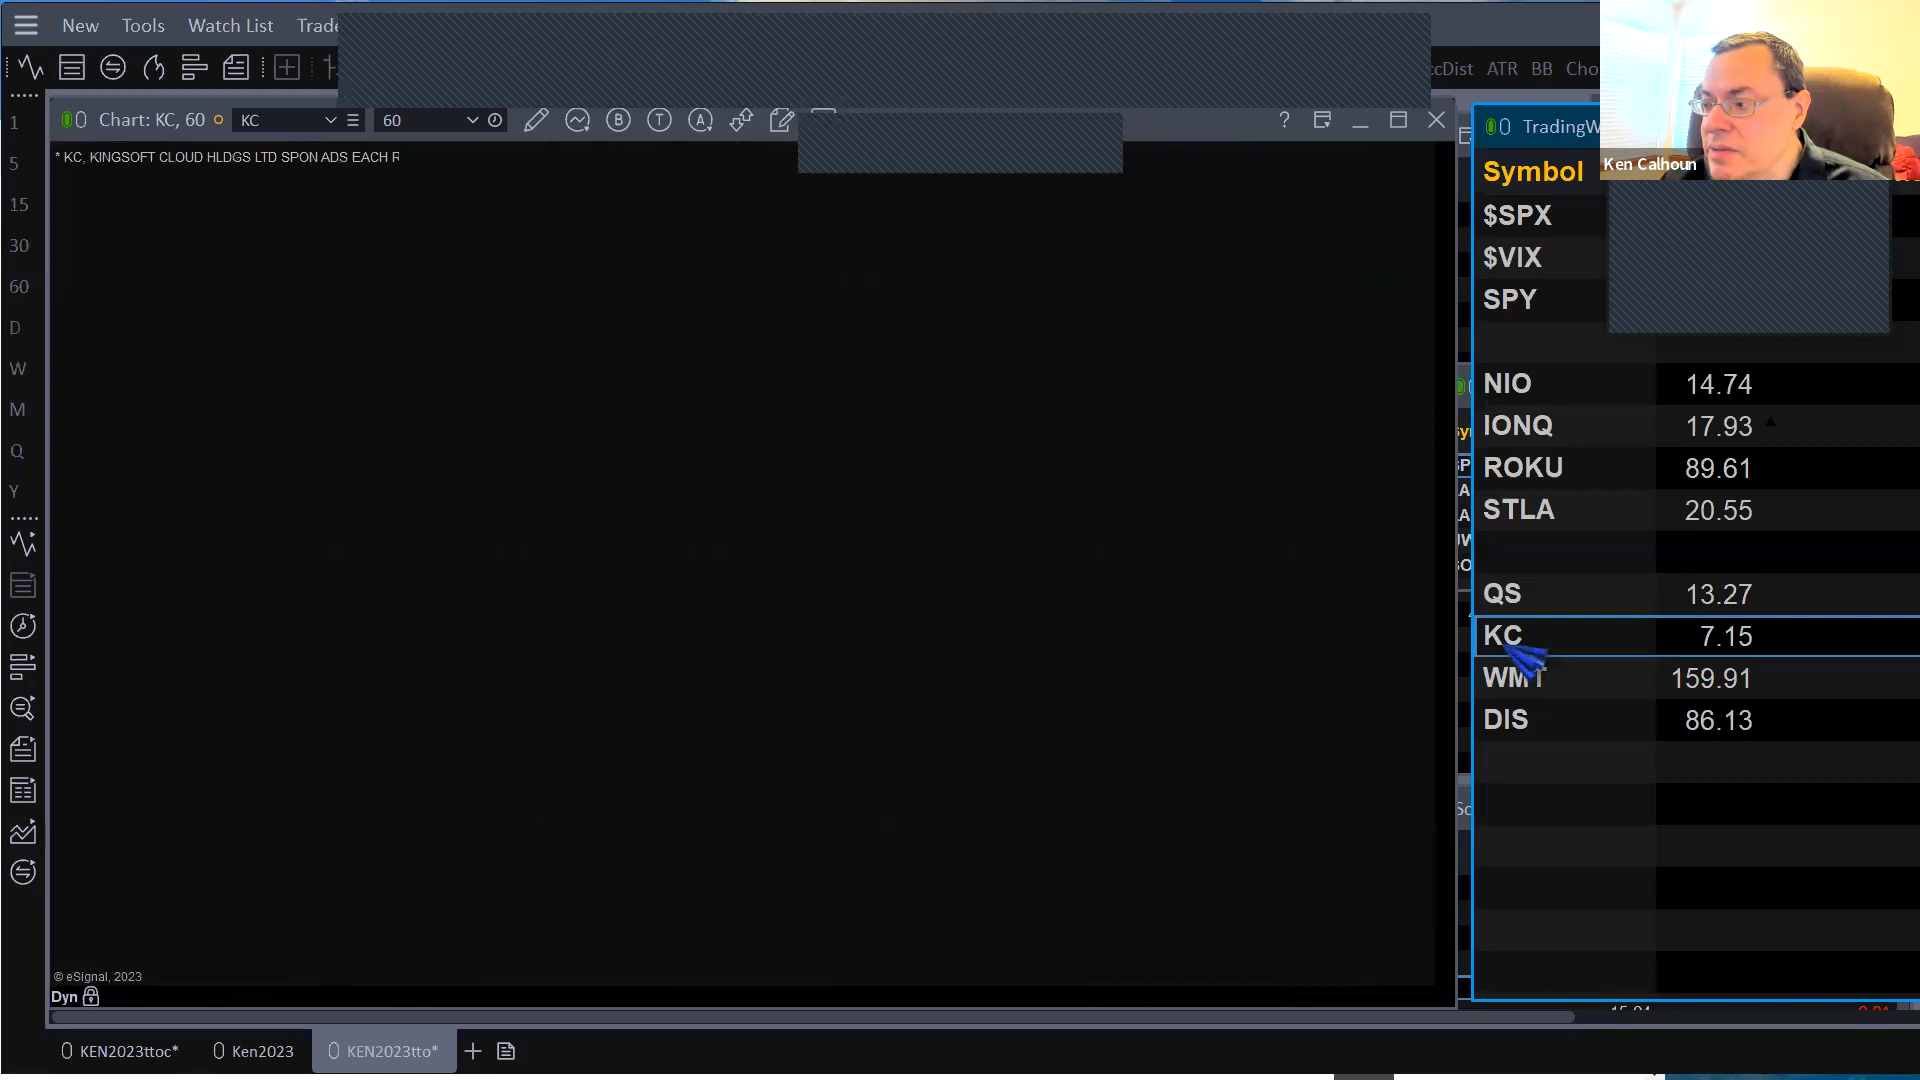 New Tools Watch List Trade
ccDist ATR BB Cho
Chart: KC, 60 KC 60
* KC, KINGSOFT CLOUD HLDGS LTD SPON ADS EACH R
1
5
15
30
60
D
W
M
Q
Y
TradingW
Ken Calhoun
Symbol
$SPX
$VIX
SPY
NIO 14.74
IONQ 17.93
ROKU 89.61
STLA 20.55
QS 13.27
KC 7.15
WMT 159.91
DIS 86.13
© eSignal, 2023
Dyn
KEN2023ttoc* Ken2023 KEN2023tto*